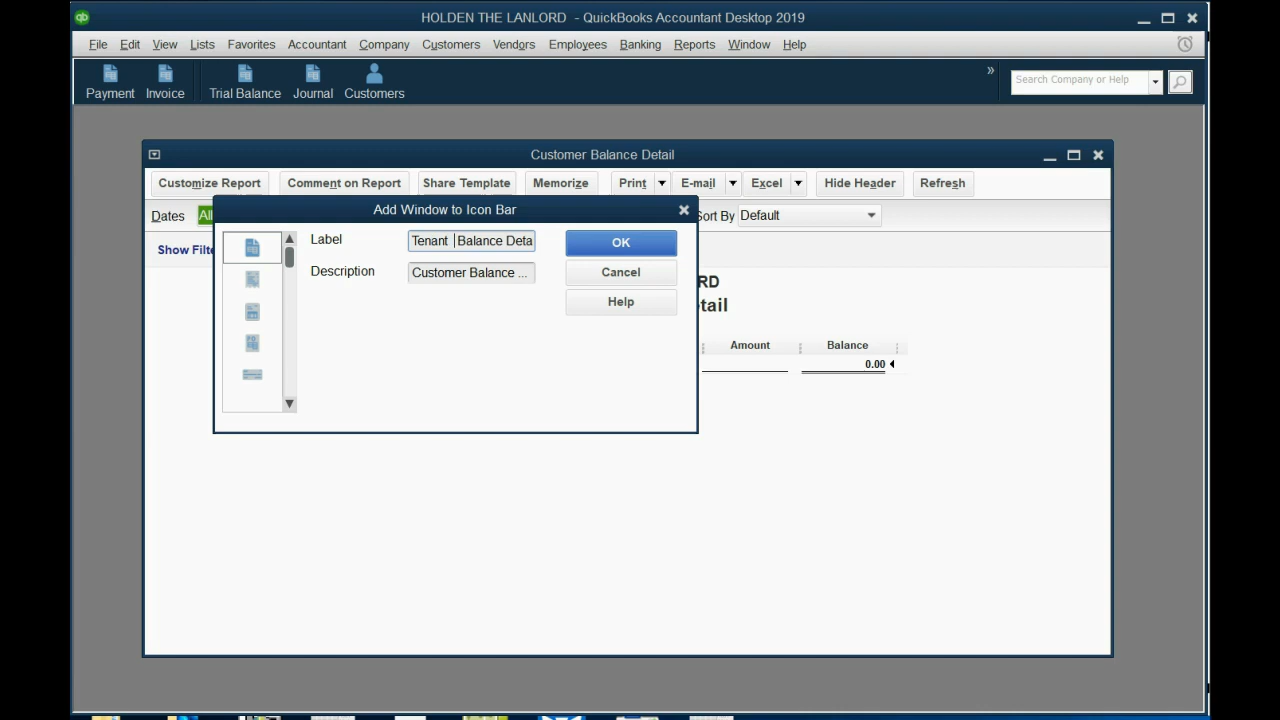 qb HOLDEN THE LANLORD - QuickBooks Accountant Desktop 2019
File Edit View Lists Favorites Accountant Company Customers Vendors Employees Banking Reports Window Help
Payment Invoice Trial Balance Journal Customers » Search Company or Help
Customer Balance Detail
Customize Report Comment on Report Share Template Memorize Print E-mail Excel Hide Header Refresh
Dates All Sort By Default
Add Window to Icon Bar
Label Tenant Balance Deta OK
Show Filte
Description Customer Balance ... Cancel
Help
RD
tail
Amount Balance
0.00